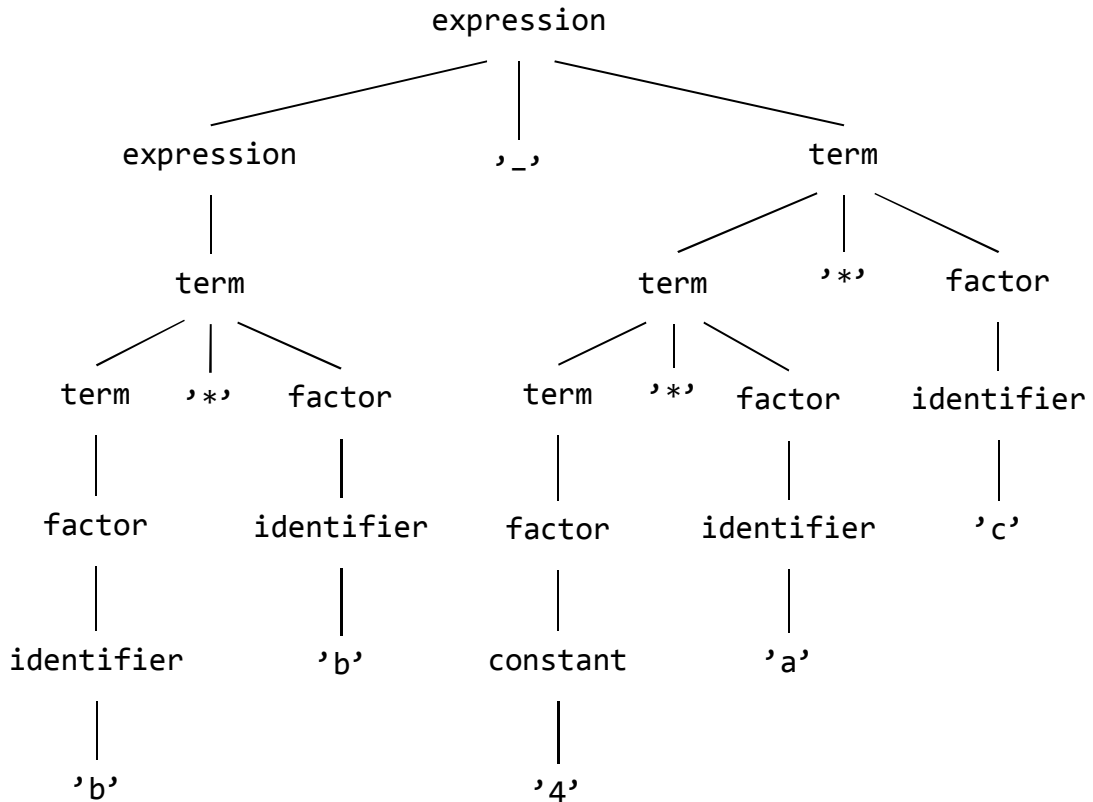 expression
expression ’-’ term
term term ’*’ factor
term ’*’ factor term ’*’ factor identifier
factor identifier factor identifier ’c’
identifier ’b’ constant ’a’
’b’ ’4’